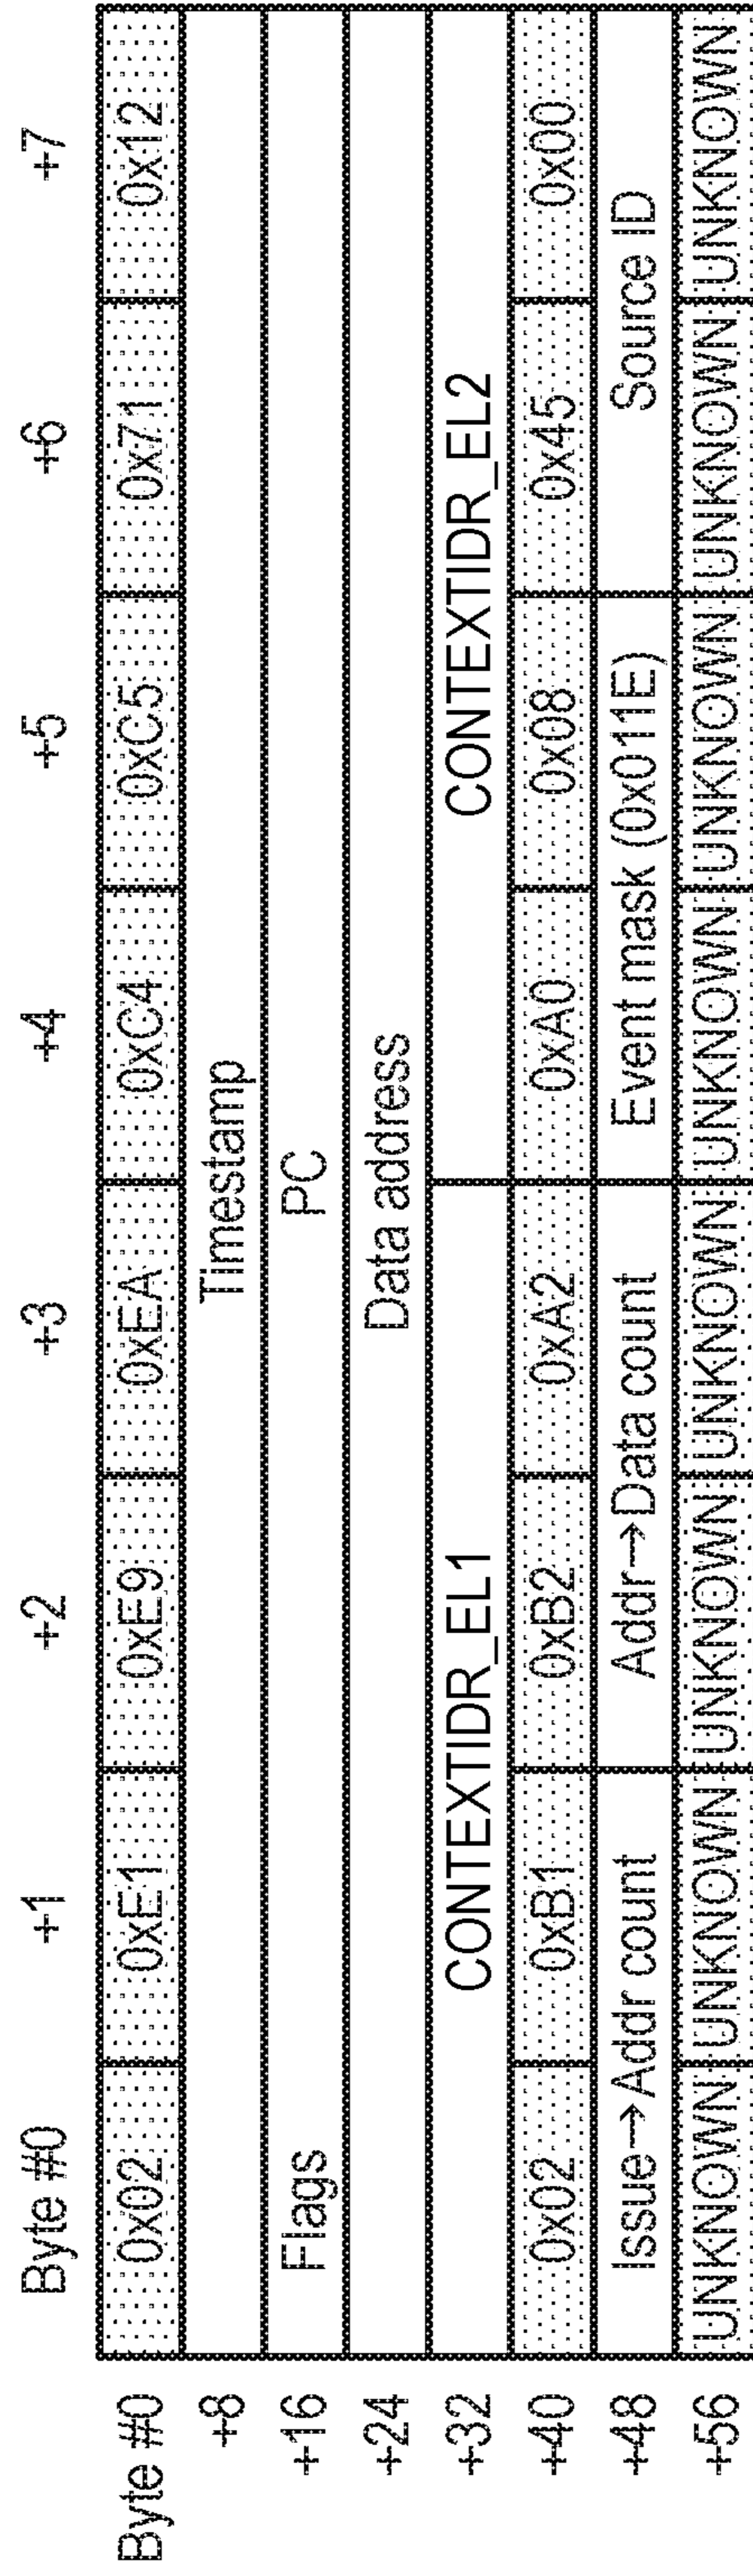 Byte #0 +1 +2 +3 +4 +5 +6 +7
Byte #0 0x02 0xE1 0xE9 0xEA 0xC4 0xC5 0x71 0x12
+8 Timestamp
+16 Flags PC
+24 Data address
+32 CONTEXTIDR_EL1 CONTEXTIDR_EL2
+40 0x02 0xB1 0xB2 0xA2 0xA0 0x08 0x45 0x00
+48 Issue→Addr count Addr→Data count Event mask (0x011E) Source ID
+56 UNKNOWN UNKNOWN UNKNOWN UNKNOWN UNKNOWN UNKNOWN UNKNOWN UNKNOWN